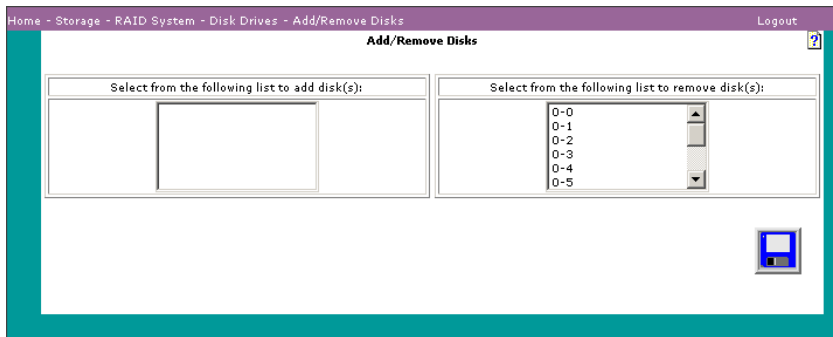 Home - Storage - RAID System - Disk Drives - Add/Remove Disks Logout
Add/Remove Disks
?
Select from the following list to add disk(s):
Select from the following list to remove disk(s):
0-0
0-1
0-2
0-3
0-4
0-5